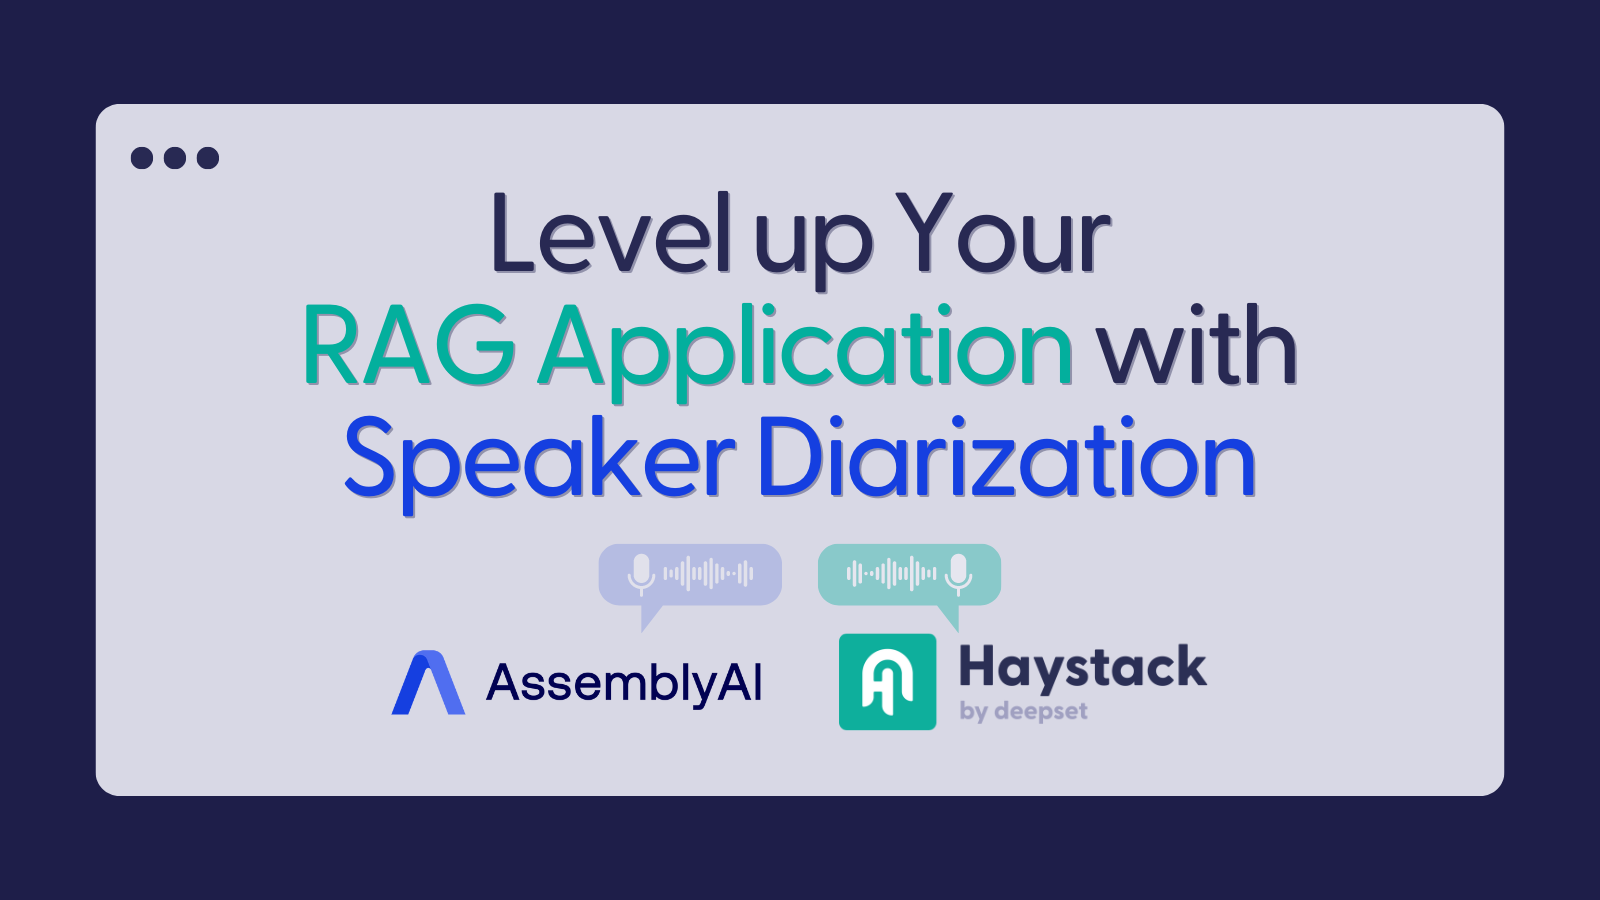 Level up Your
RAG Application with
Speaker Diarization
AssemblyAI
Haystack
by deepset